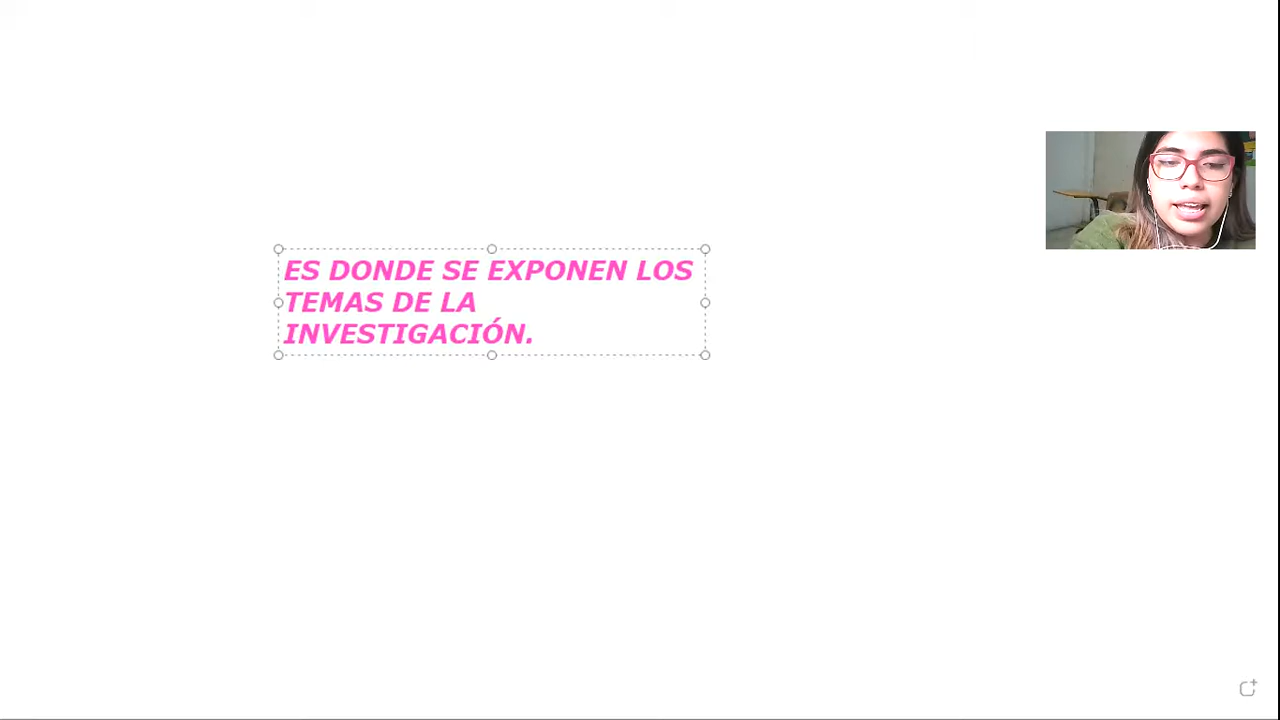 ES DONDE SE EXPONEN LOS
TEMAS DE LA
INVESTIGACIÓN.